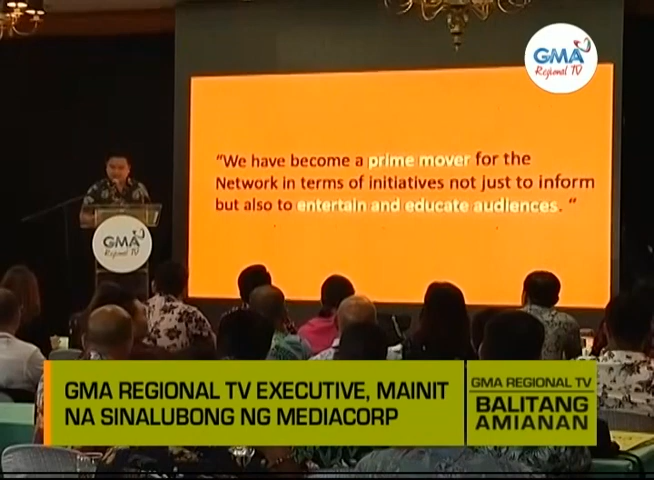 GMA
Regional TV
"We have become a prime mover for the
Network in terms of initiatives not just to inform
but also to entertain and educate audiences. "
GMA
Regional TV
GMA REGIONAL TV EXECUTIVE, MAINIT
NA SINALUBONG NG MEDIACORP
GMA REGIONAL TV
BALITANG
AMIANAN